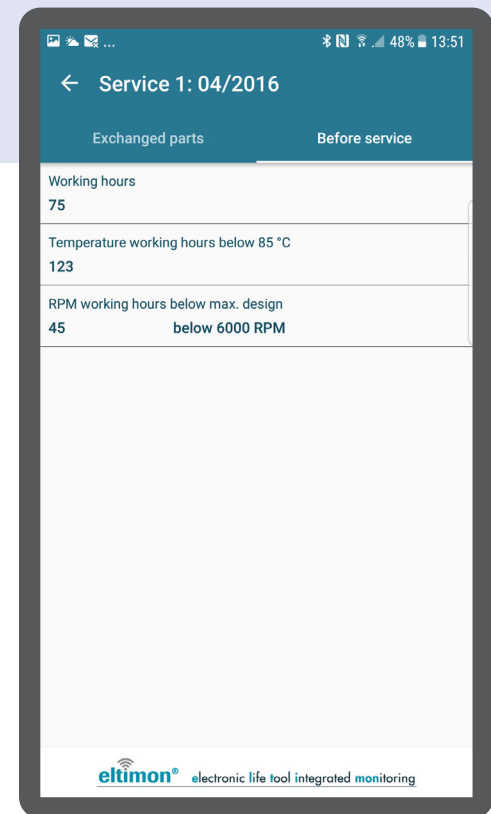 ... 48% 13:51
Service 1: 04/2016
Exchanged parts Before service
Working hours
75
Temperature working hours below 85 °C
123
RPM working hours below max. design
45 below 6000 RPM
eltimon® electronic life tool integrated monitoring